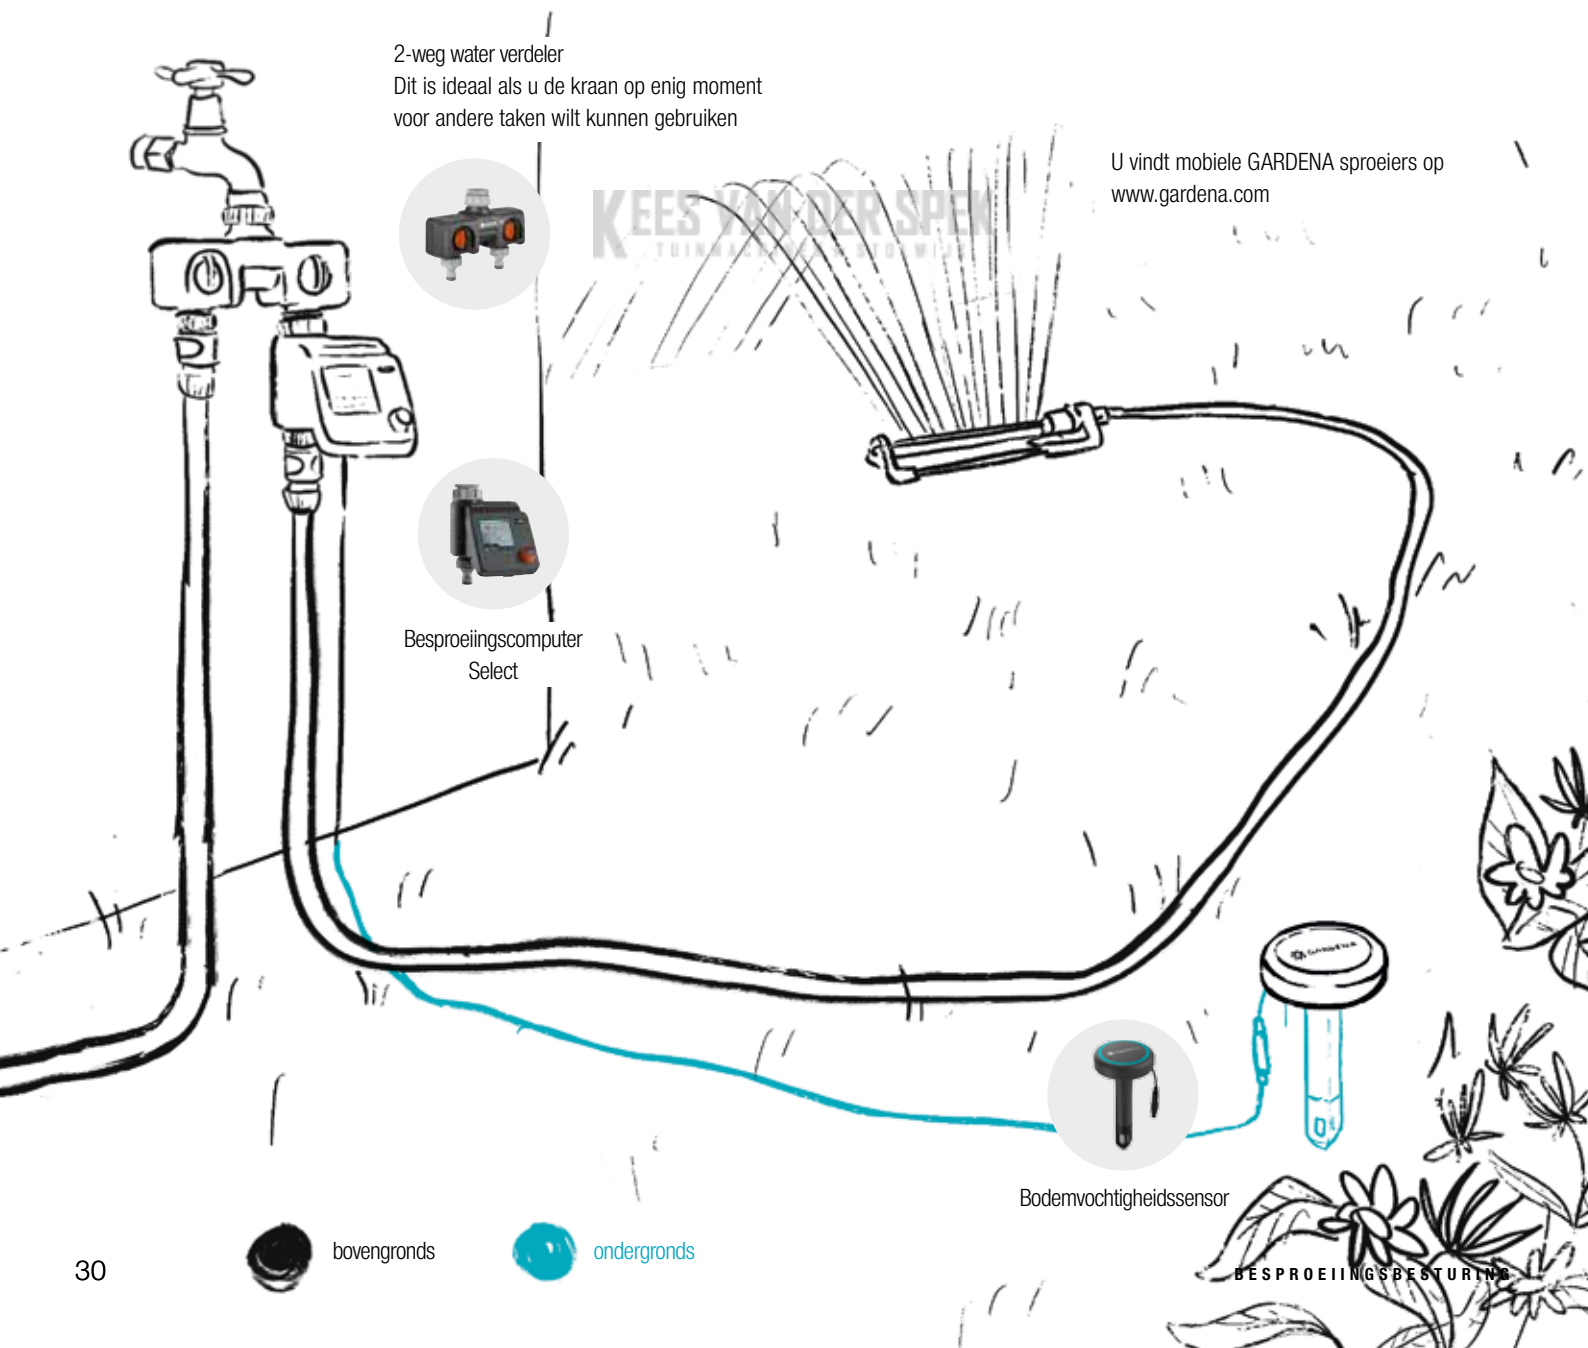 2-weg water verdeler
Dit is ideaal als u de kraan op enig moment
voor andere taken wilt kunnen gebruiken
U vindt mobiele GARDENA sproeiers op
www.gardena.com
KEES VAN DER SPEK
Besproeiingscomputer
Select
GARDENA
Bodemvochtigheidssensor
bovengronds
ondergronds
30
BESPROEIINGSBESTURING